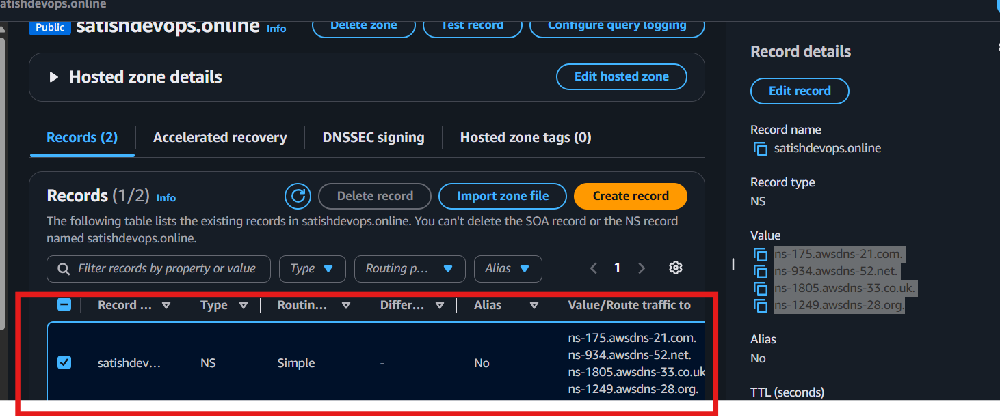 atishdevops.online
Public satishdevops.online Info
Delete zone
Test record
Configure query logging
Hosted zone details
Edit hosted zone
Records (2)
Accelerated recovery
DNSSEC signing
Hosted zone tags (0)
Records (1/2) Info
Delete record
Import zone file
Create record
The following table lists the existing records in satishdevops.online. You can't delete the SOA record or the NS record
named satishdevops.online.
Filter records by property or value
Type
Routing p...
Alias
1
Record ... Type Routin... Differ... Alias Value/Route traffic to
satishdev... NS Simple - No
ns-175.awsdns-21.com.
ns-934.awsdns-52.net.
ns-1805.awsdns-33.co.uk
ns-1249.awsdns-28.org.
Record details
Edit record
Record name
satishdevops.online
Record type
NS
Value
ns-175.awsdns-21.com.
ns-934.awsdns-52.net.
ns-1805.awsdns-33.co.uk.
ns-1249.awsdns-28.org.
Alias
No
TTL (seconds)